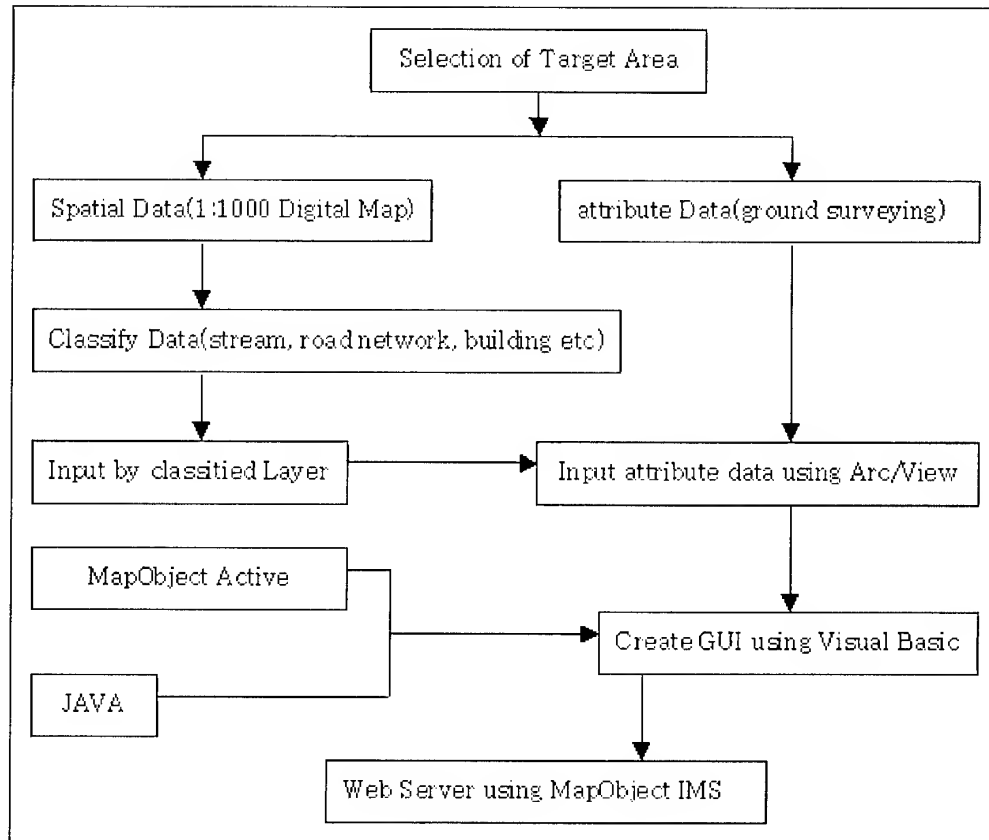 Selection of Target Area
Spatial Data(1:1000 Digital Map)
attribute Data(ground surveying)
Classify Data(stream, road network, building etc)
Input by classitied Layer
Input attribute data using Arc/View
MapObject Active
Create GUI using Visual Basic
JAVA
Web Server using MapObject IMS